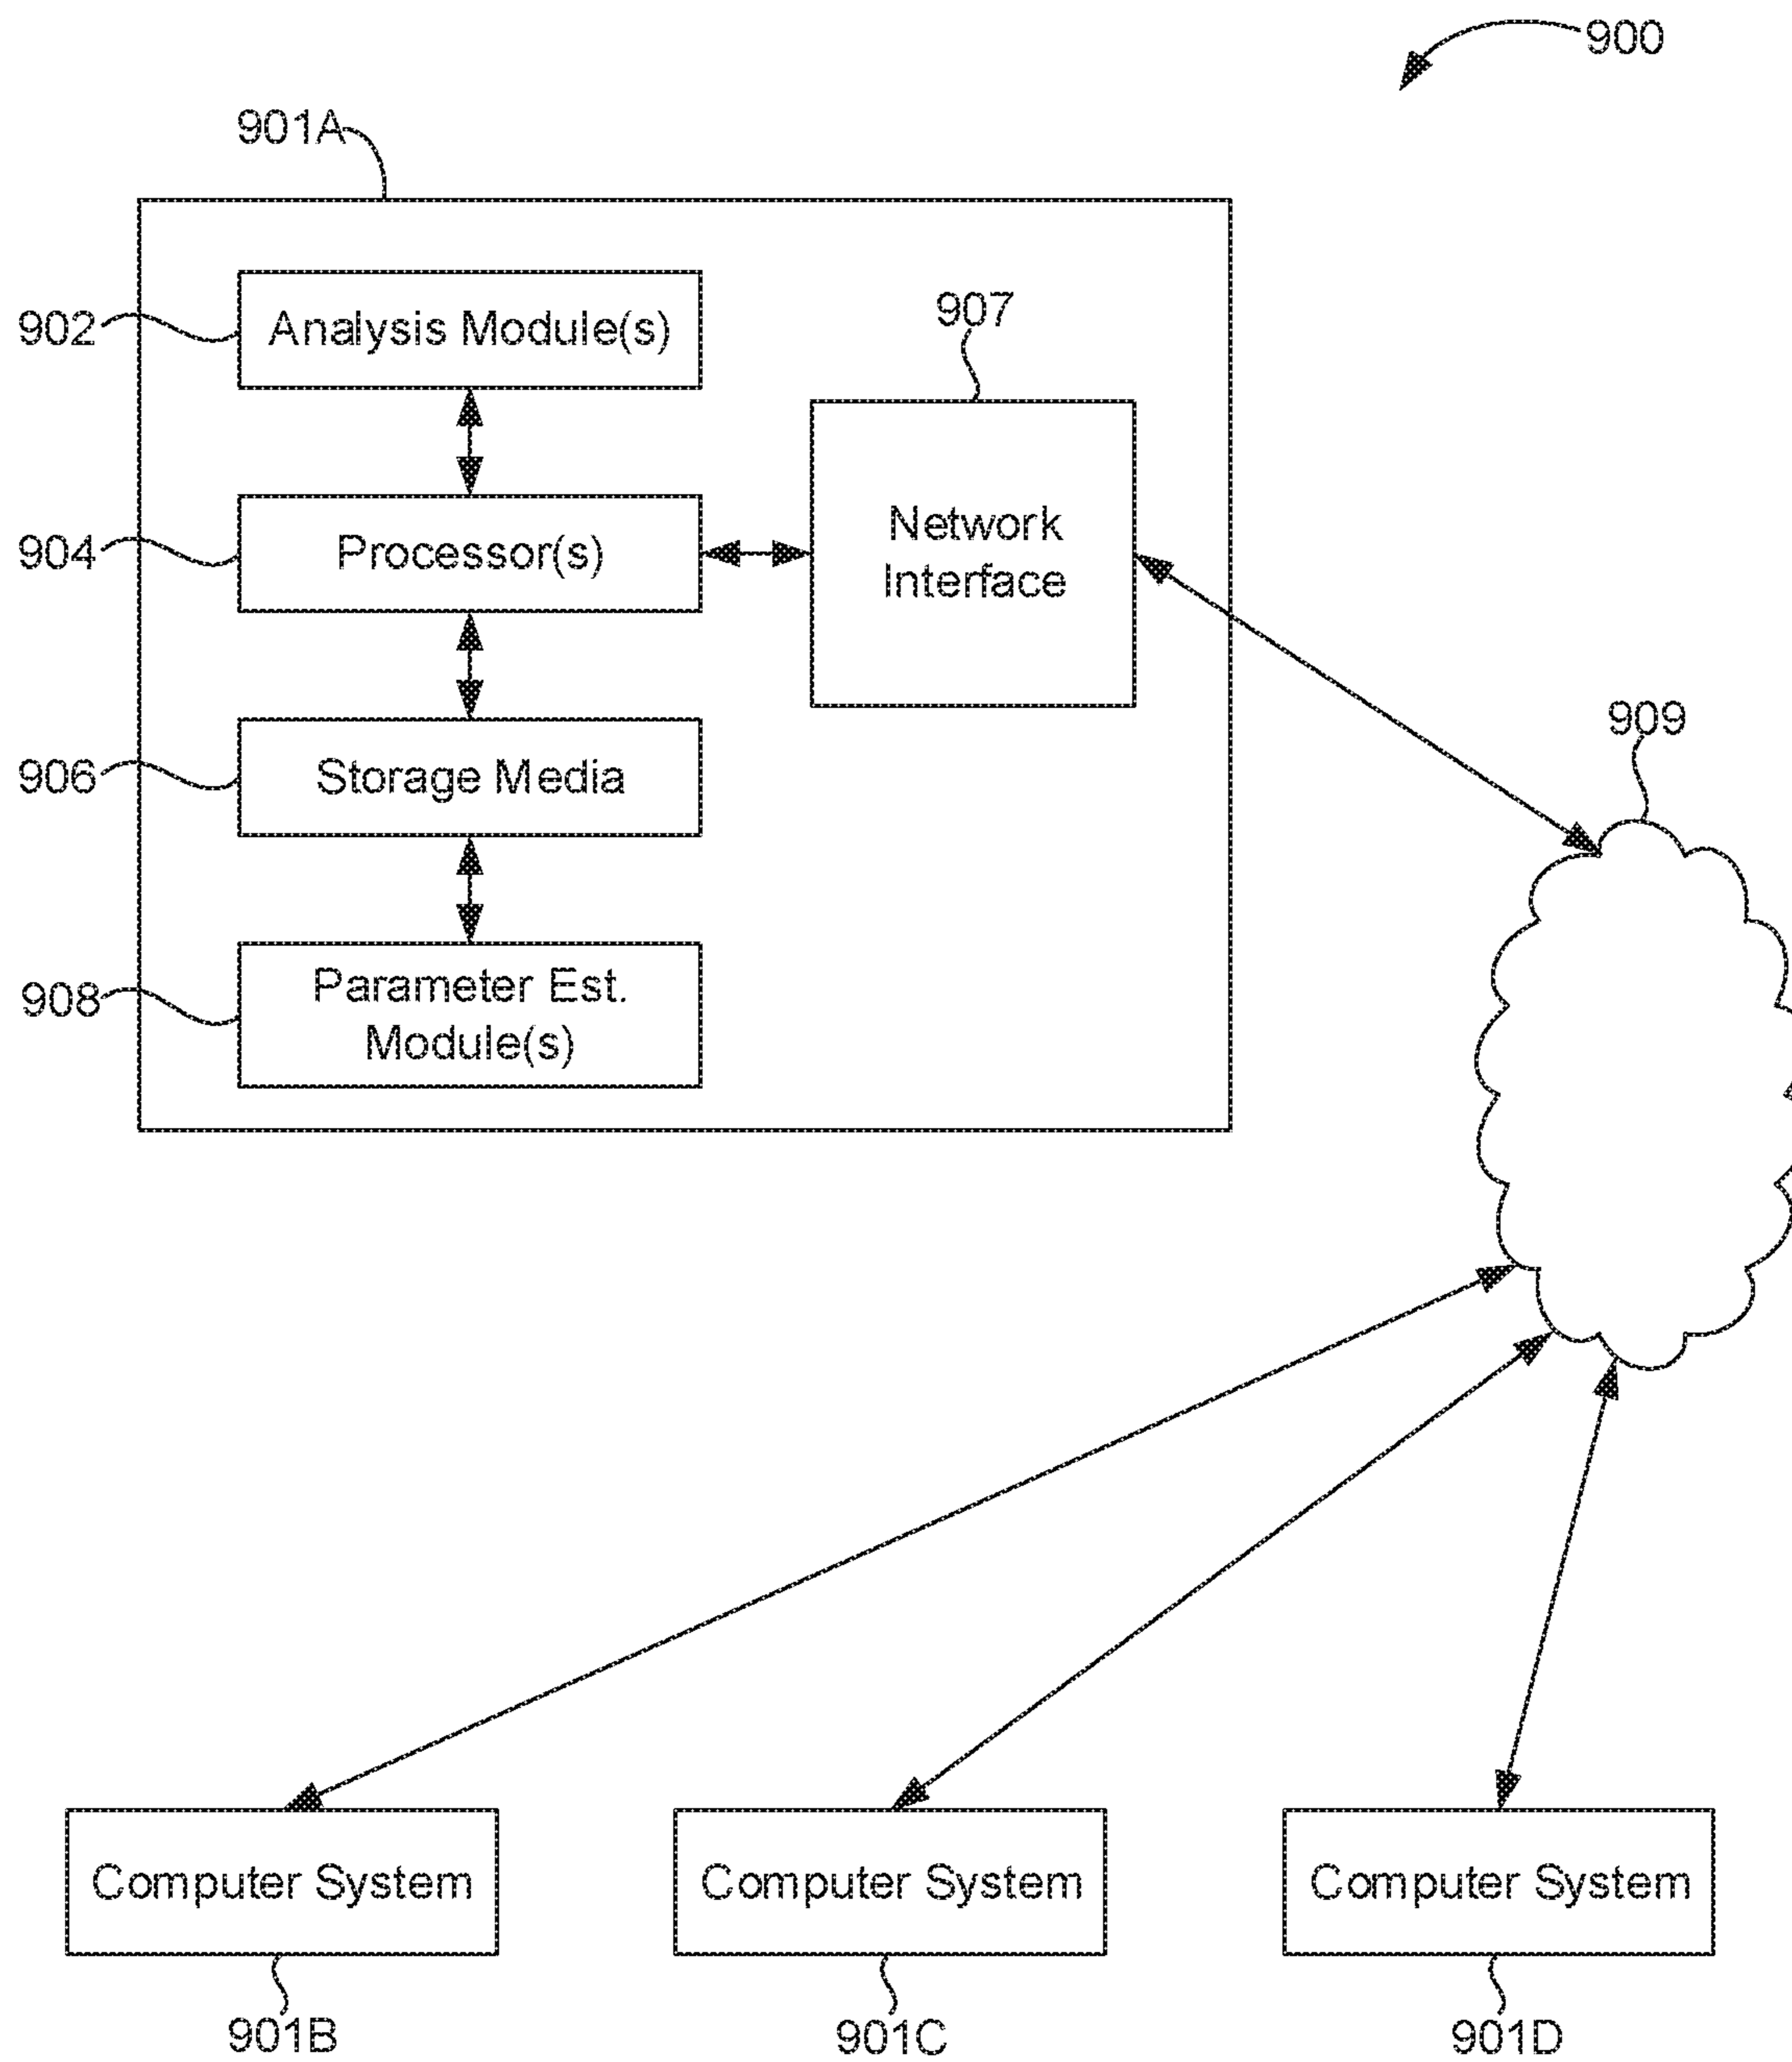 900
901A
902
Analysis Module(s)
907
904
Processor(s)
Network
Interface
906
Storage Media
909
908
Parameter Est.
Module(s)
Computer System
Computer System
Computer System
901B
901C
901D